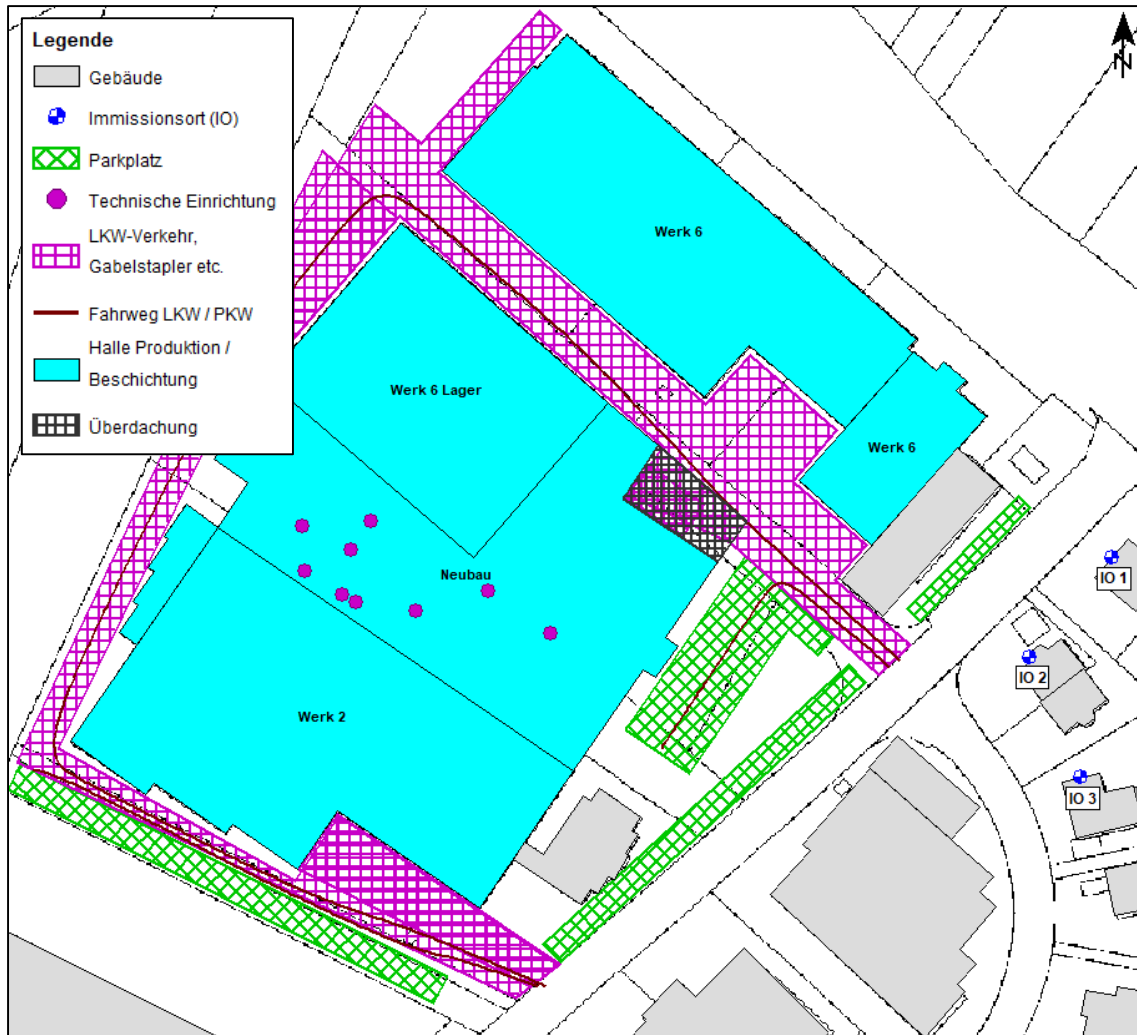 Legende
Gebäude
Immissionsort (IO)
Parkplatz
Technische Einrichtung
LKW-Verkehr,
Gabelstapler etc.
Fahrweg LKW / PKW
Halle Produktion /
Beschichtung
Überdachung
N
Werk 6
Werk 6 Lager
Werk 6
Neubau
Werk 2
IO 1
IO 2
IO 3